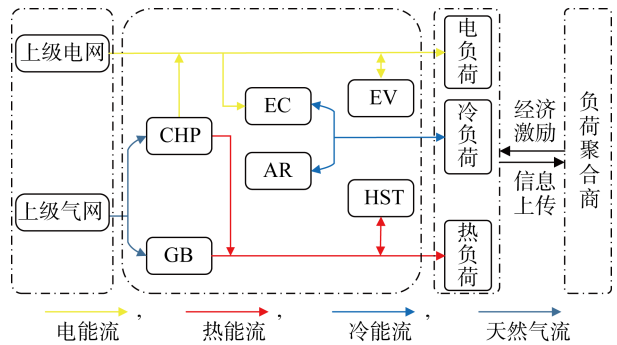 上级电网
上级气网
CHP
GB
EC
AR
EV
HST
电
负
荷
冷
负
荷
热
负
荷
经济
激励
信息
上传
负
荷
聚
合
商
电能流，
热能流，
冷能流，
天然气流